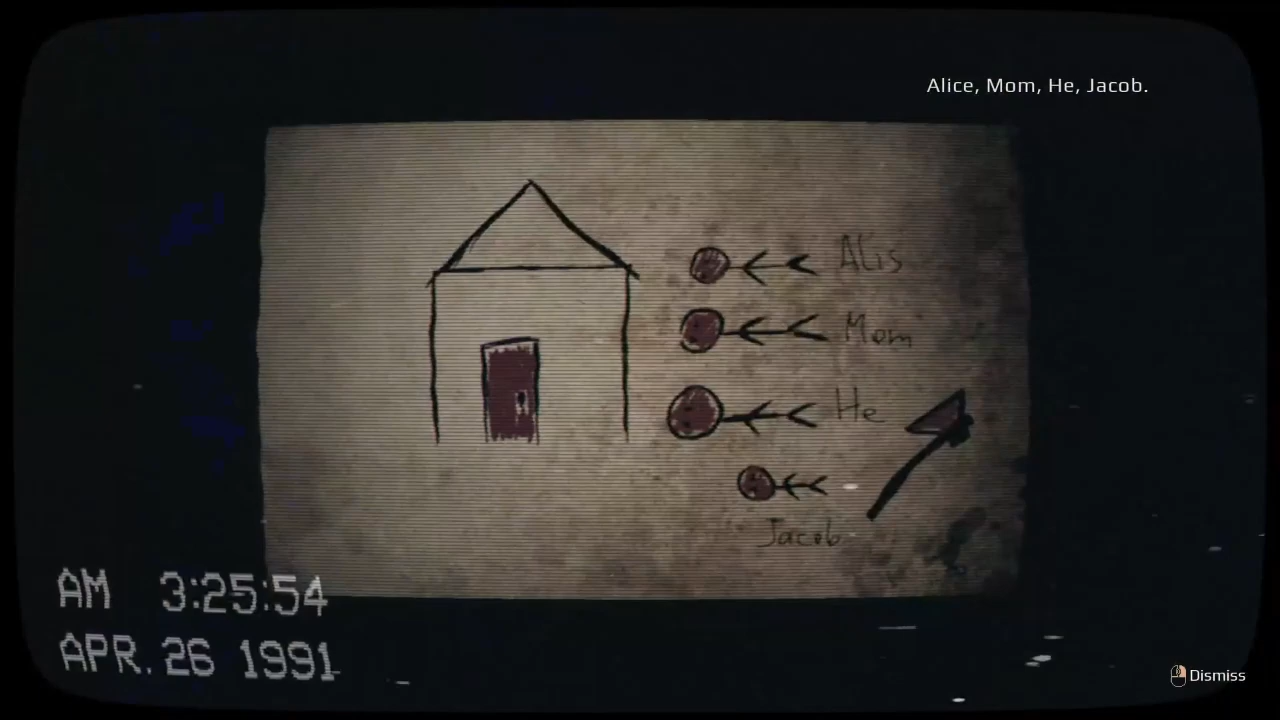 Alice, Mom, He, Jacob.
Alis
Mom
He
Jacob
AM 3:25:54
APR. 26 1991
Dismiss